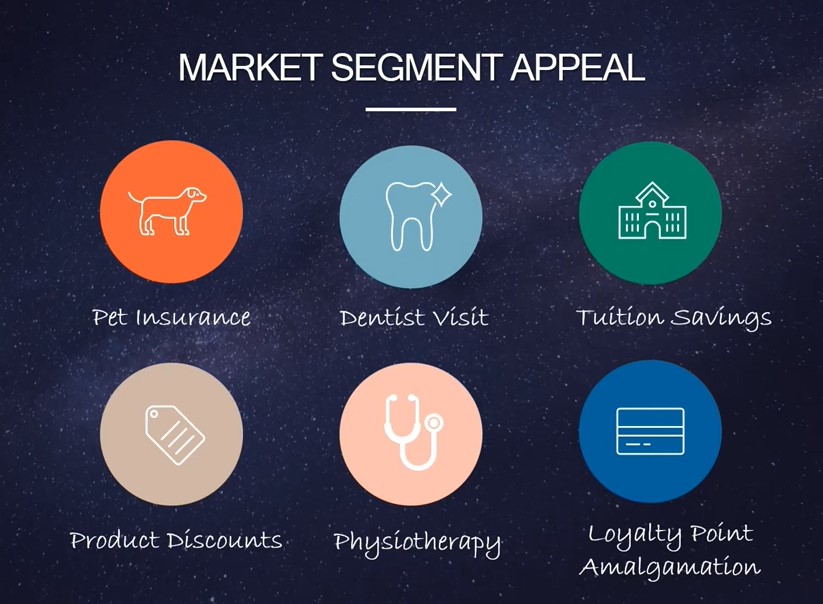 MARKET SEGMENT APPEAL
Pet Insurance
Dentist Visit
Tuition Savings
Product Discounts
Physiotherapy
Loyalty Point
Amalgamation